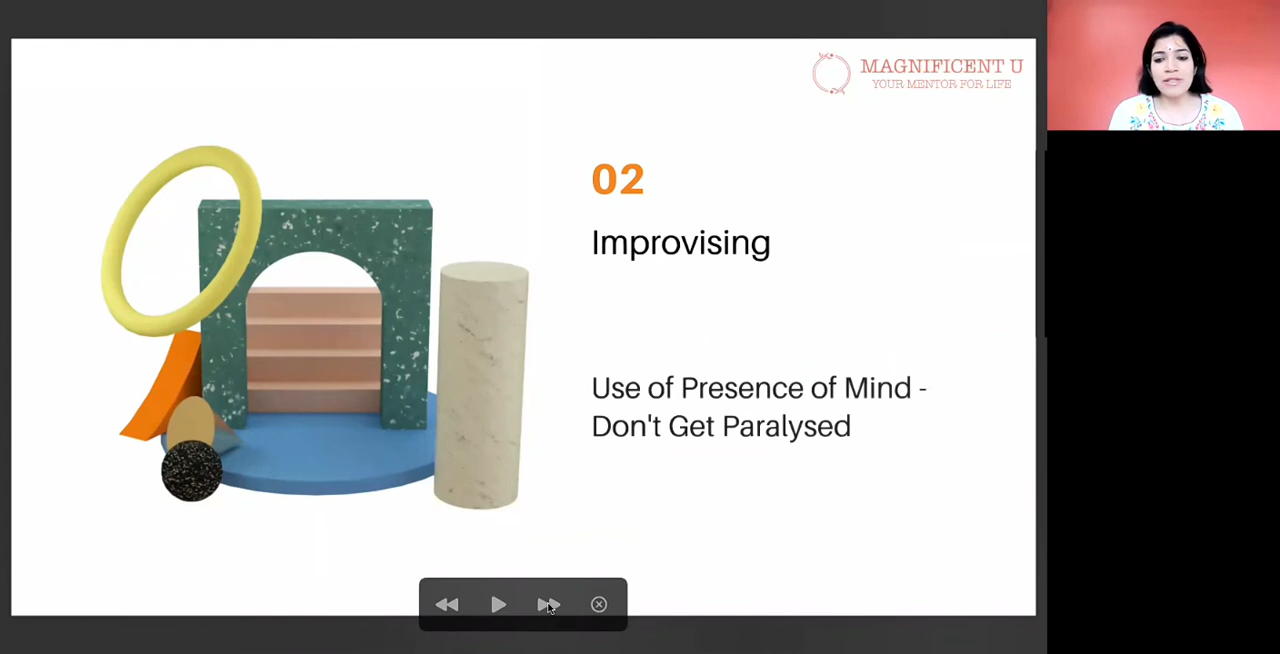 MAGNIFICENT U
YOUR MENTOR FOR LIFE
02
Improvising
Use of Presence of Mind -
Don't Get Paralysed